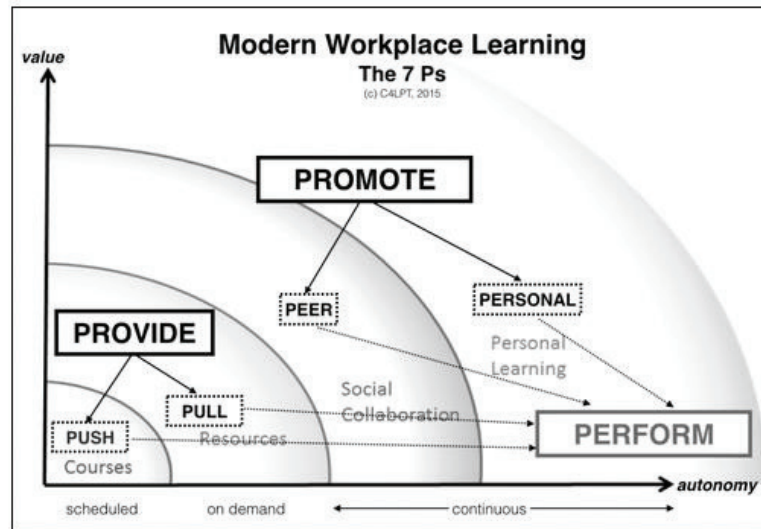 Modern Workplace Learning
The 7 Ps
(c) C4LPT, 2015
value
PROMOTE
PEER
PERSONAL
PROVIDE
Personal
Learning
Social
Collaboration
PULL
PUSH
Resources
PERFORM
Courses
autonomy
scheduled
on demand
continuous